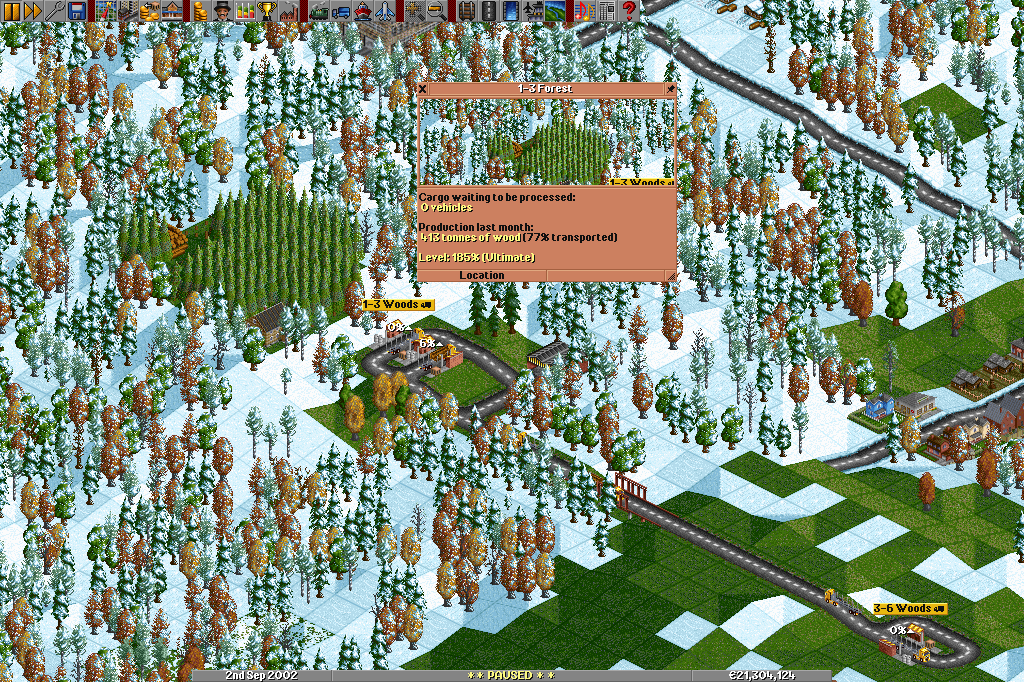 1-3 Forest
1-3 Woods
Cargo waiting to be processed:
0 vehicles
Production last month:
413 tonnes of wood (77% transported)
Level: 185% (Ultimate)
Location
1-3 Woods
0%
6%
3-6 Woods
0%
2nd Sep 2002
* * PAUSED * *
€21,304,124